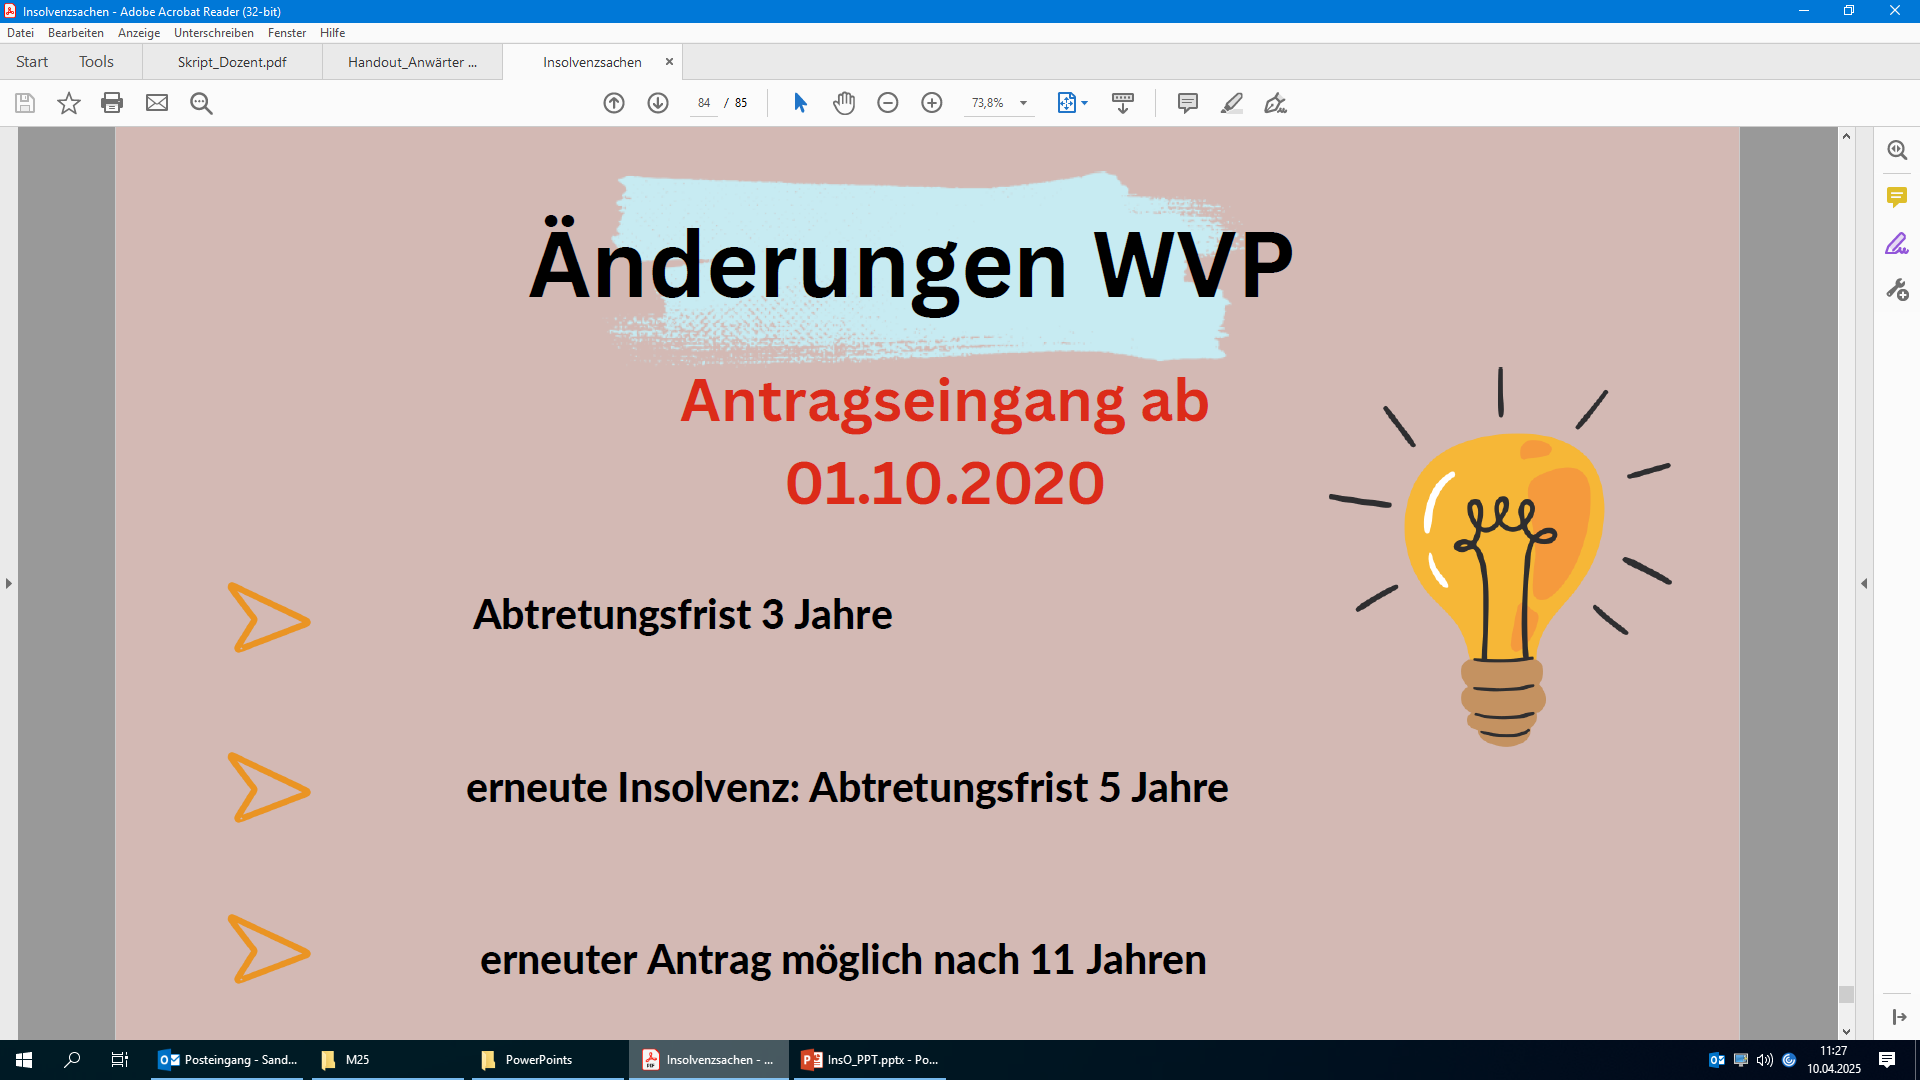 Insolvenzsachen - Adobe Acrobat Reader (32-bit)
Datei Bearbeiten Anzeige Unterschreiben Fenster Hilfe
Start Tools Skript_Dozent.pdf Handout_Anwärter ... Insolvenzsachen ×
84 / 85 73,8%
Änderungen WVP
Antragseingang ab
01.10.2020
Abtretungsfrist 3 Jahre
erneute Insolvenz: Abtretungsfrist 5 Jahre
erneuter Antrag möglich nach 11 Jahren
Posteingang - Sand... M25 PowerPoints Insolvenzsachen - ... InsO_PPT.pptx - Po...
11:27
10.04.2025